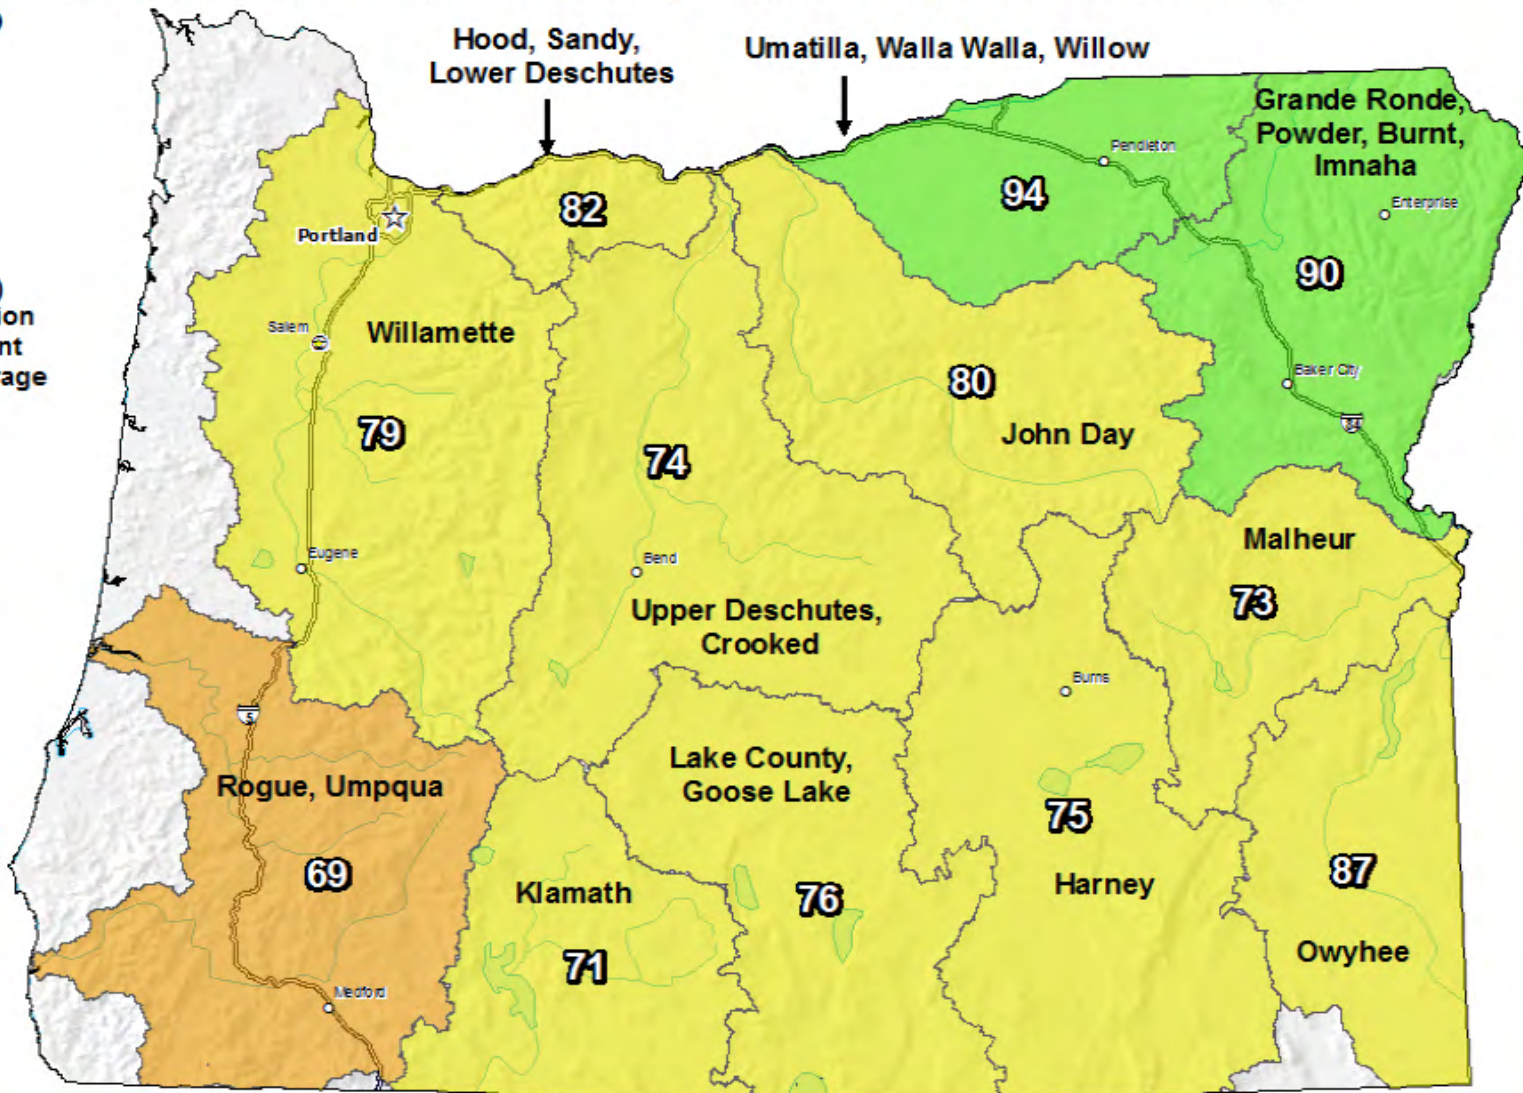 Hood, Sandy,
Lower Deschutes
Umatilla, Walla Walla, Willow
Grande Ronde,
Powder, Burnt,
Imnaha
Pendleton
94
Enterprise
82
Portland
90
Salem
Willamette
Baker City
80
84
John Day
79
74
Malheur
Eugene
Bend
73
Upper Deschutes,
Crooked
Burns
5
Lake County,
Goose Lake
Rogue, Umpqua
75
69
Klamath
76
Harney
87
71
Owyhee
Medford